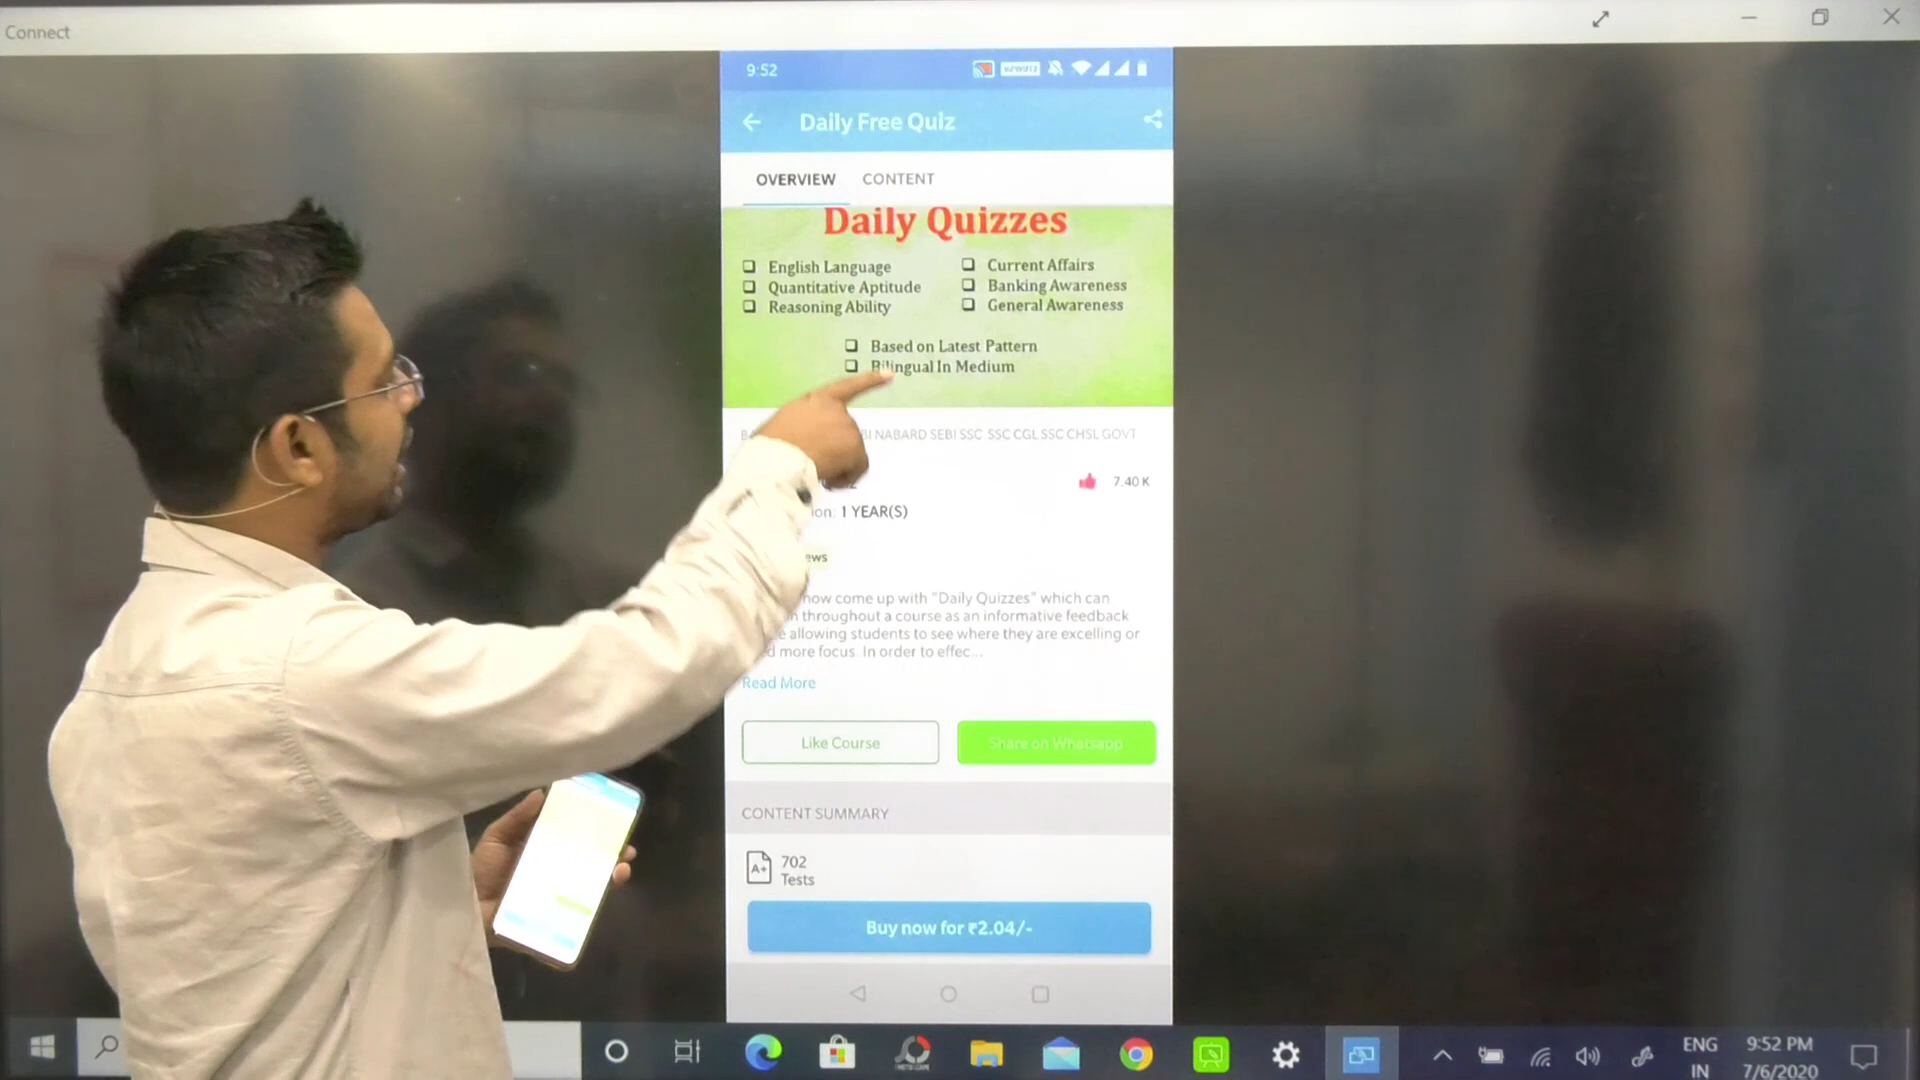 Connect
9:52
Daily Free Quiz
OVERVIEW CONTENT
Daily Quizzes
English Language
Quantitative Aptitude
Reasoning Ability
Current Affairs
Banking Awareness
General Awareness
Based on Latest Pattern
Bilingual In Medium
NABARD SEBI SSC SSC CGL SSC CHSL GOVT
7.40 K
1 YEAR(S)
now come up with "Daily Quizzes" which can
throughout a course as an informative feedback
allowing students to see where they are excelling or
more focus. In order to effec...
Read More
Like Course
Share on Whatsapp
CONTENT SUMMARY
A+
702
Tests
Buy now for ₹2.04/-
ENG
IN
9:52 PM
7/6/2020